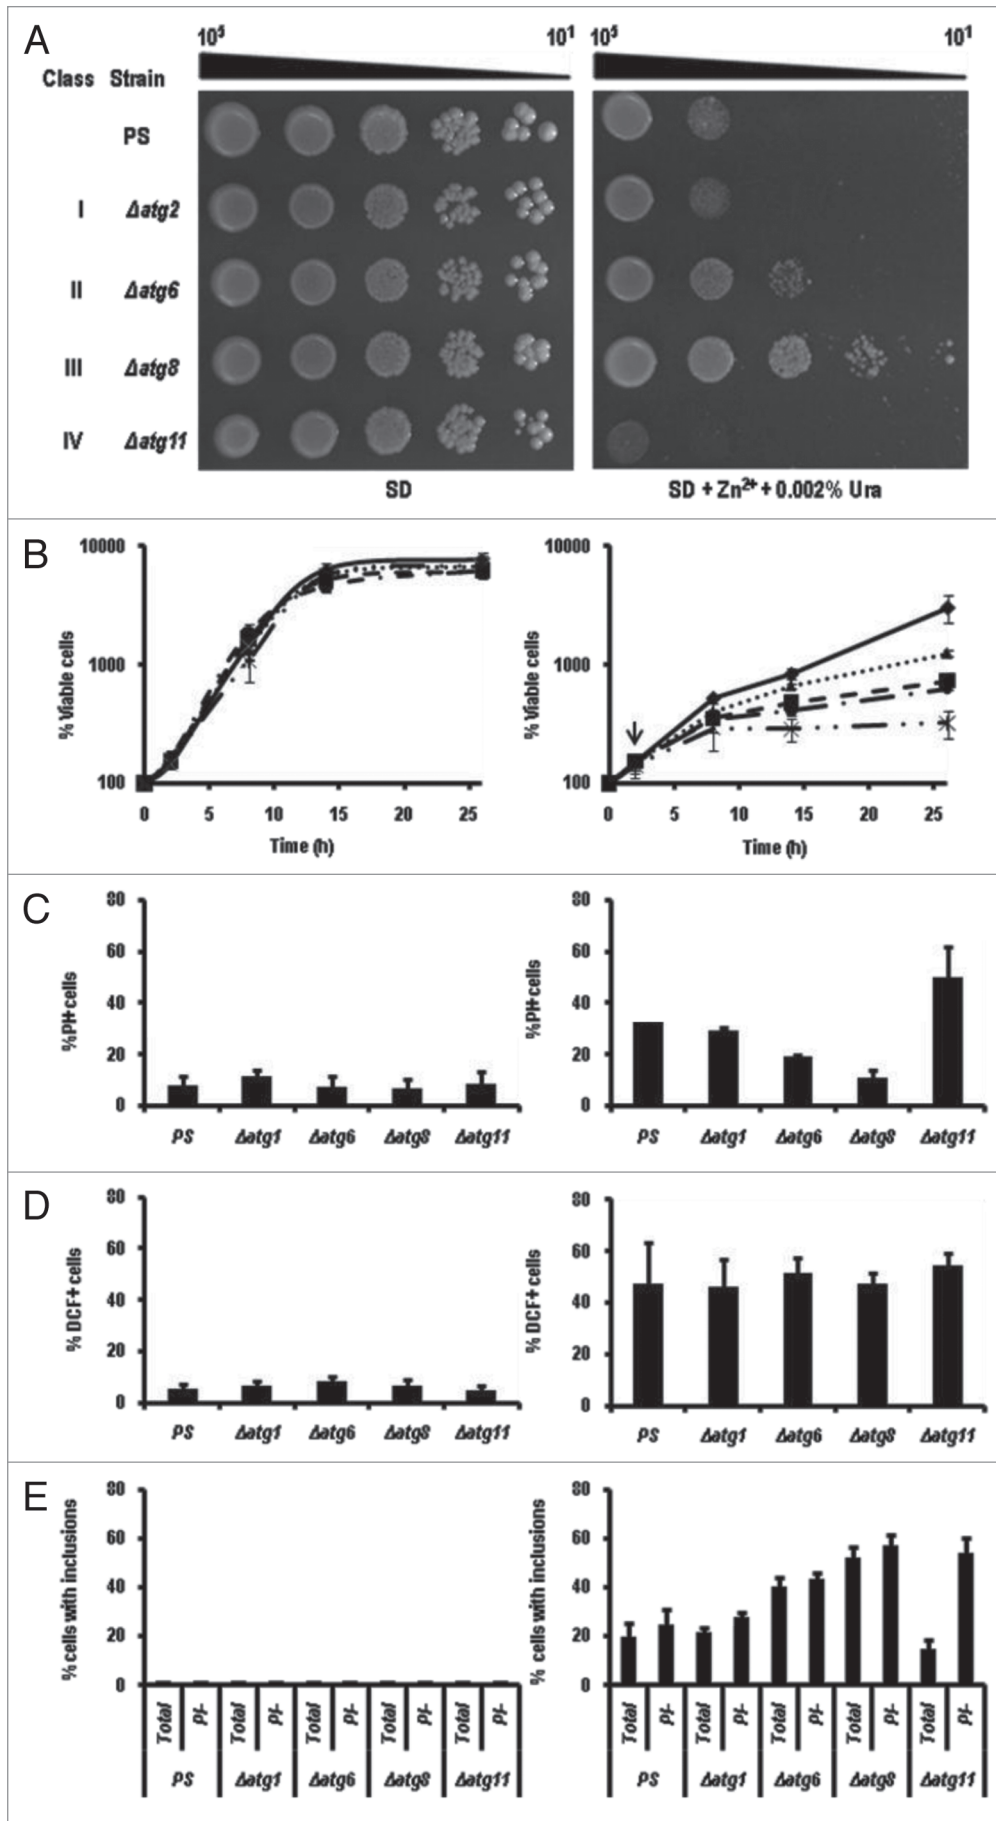 A
10⁵ 10¹ 10⁵ 10¹
Class Strain
PS
I Δatg2
II Δatg6
III Δatg8
IV Δatg11
SD SD + Zn²⁺ + 0.002% Ura
B
% Viable cells
10000
1000
100
0 5 10 15 20 25
Time (h)
% Viable cells
10000
1000
100
0 5 10 15 20 25
Time (h)
C
%PI+cells
80
60
40
20
0
PS Δatg1 Δatg6 Δatg8 Δatg11
%PI+cells
80
60
40
20
0
PS Δatg1 Δatg6 Δatg8 Δatg11
D
% DCF+ cells
80
60
40
20
0
PS Δatg1 Δatg6 Δatg8 Δatg11
% DCF+ cells
80
60
40
20
0
PS Δatg1 Δatg6 Δatg8 Δatg11
E
% cells with inclusions
80
60
40
20
0
Total PI- Total PI- Total PI- Total PI- Total PI-
PS Δatg1 Δatg6 Δatg8 Δatg11
% cells with inclusions
80
60
40
20
0
Total PI- Total PI- Total PI- Total PI- Total PI-
PS Δatg1 Δatg6 Δatg8 Δatg11